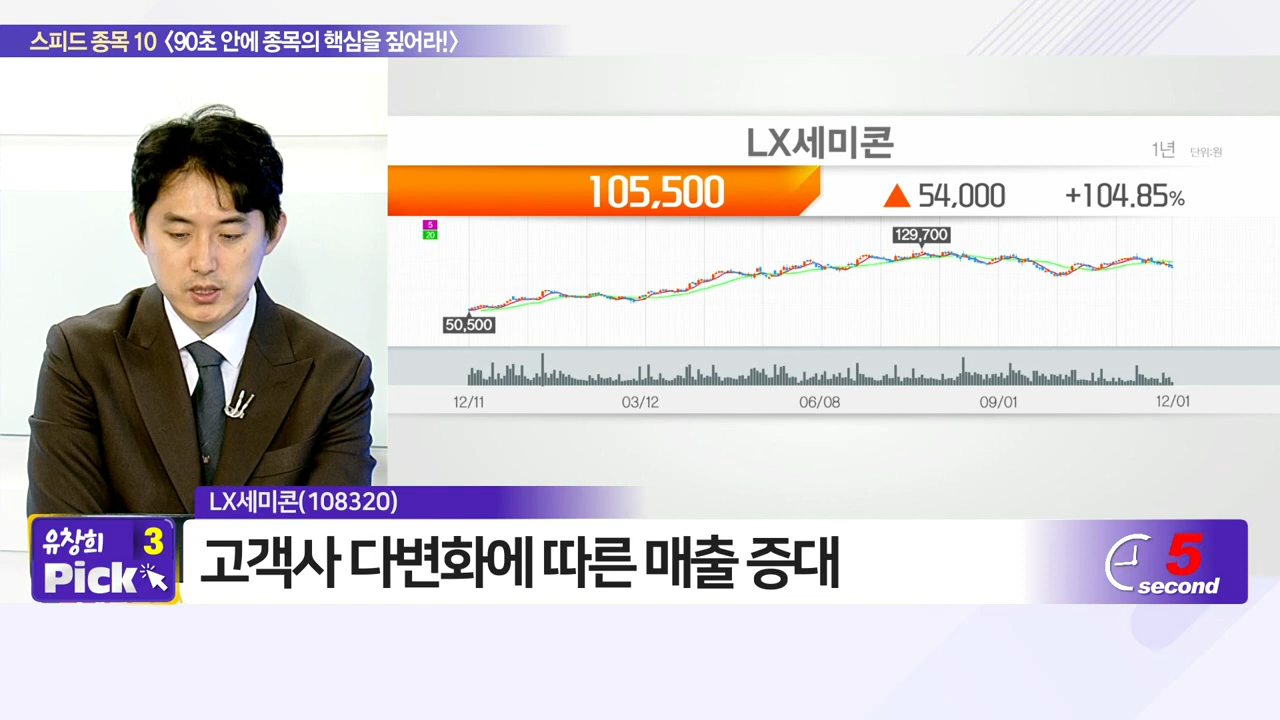 스피드 종목 10 〈90초 안에 종목의 핵심을 짚어라!〉
LX세미콘
1년 단위:원
105,500 ▲ 54,000 +104.85%
5
20
129,700
50,500
12/11 03/12 06/08 09/01 12/01
LX세미콘(108320)
유창희 3
Pick
고객사 다변화에 따른 매출 증대
5
second